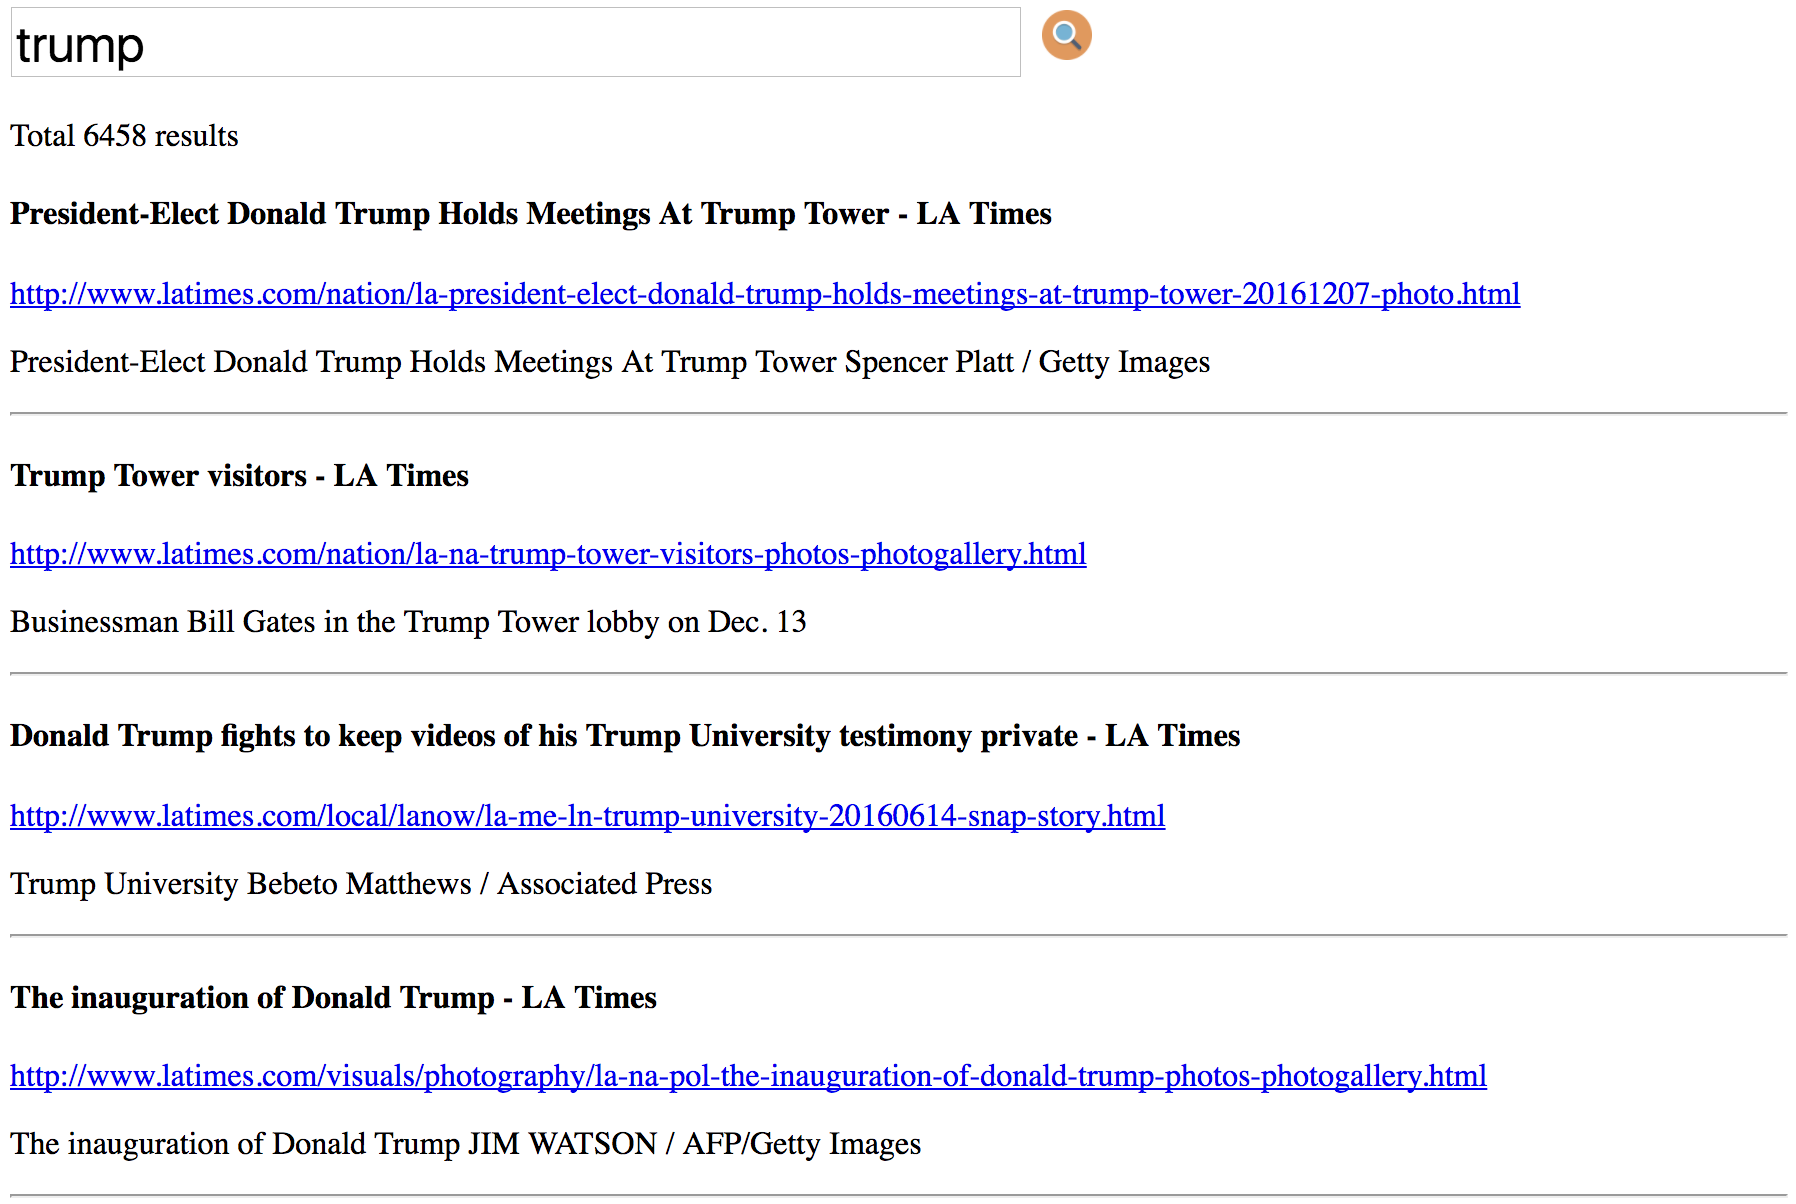 trump
Total 6458 results
President-Elect Donald Trump Holds Meetings At Trump Tower - LA Times
http://www.latimes.com/nation/la-president-elect-donald-trump-holds-meetings-at-trump-tower-20161207-photo.html
President-Elect Donald Trump Holds Meetings At Trump Tower Spencer Platt / Getty Images
Trump Tower visitors - LA Times
http://www.latimes.com/nation/la-na-trump-tower-visitors-photos-photogallery.html
Businessman Bill Gates in the Trump Tower lobby on Dec. 13
Donald Trump fights to keep videos of his Trump University testimony private - LA Times
http://www.latimes.com/local/lanow/la-me-ln-trump-university-20160614-snap-story.html
Trump University Bebeto Matthews / Associated Press
The inauguration of Donald Trump - LA Times
http://www.latimes.com/visuals/photography/la-na-pol-the-inauguration-of-donald-trump-photos-photogallery.html
The inauguration of Donald Trump JIM WATSON / AFP/Getty Images